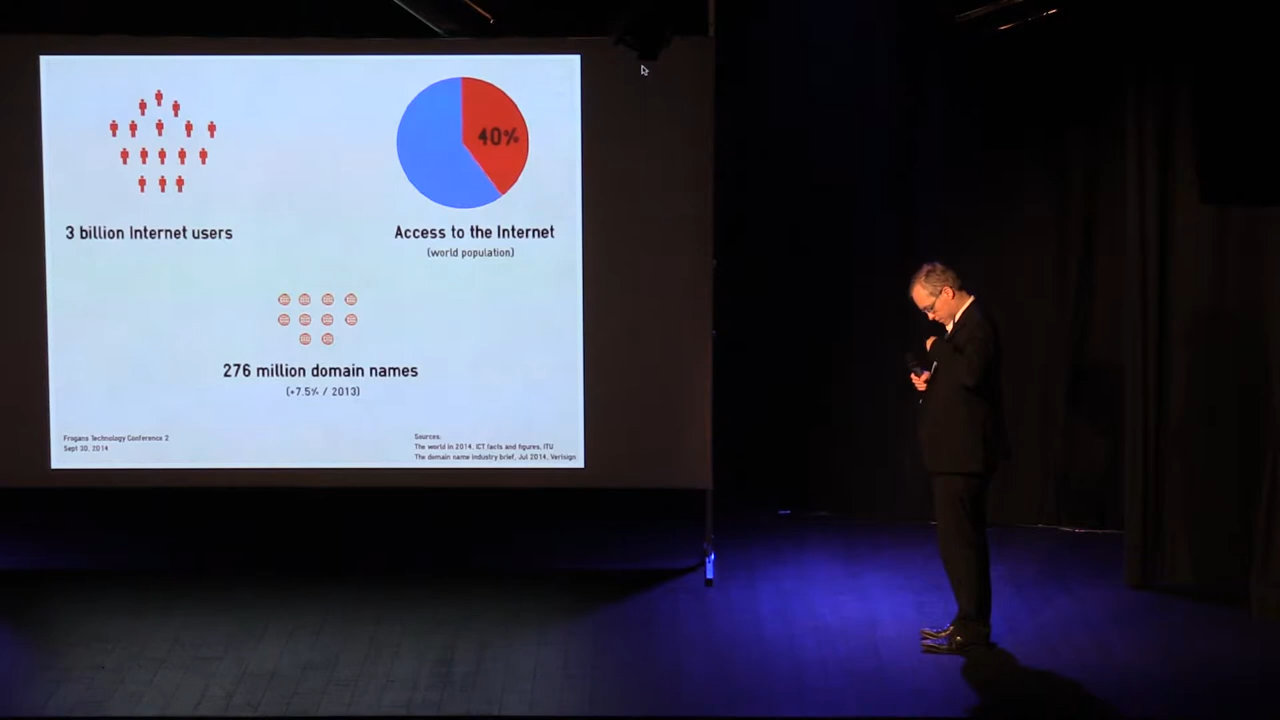 40%
3 billion Internet users
Access to the Internet
(world population)
276 million domain names
(+7.5% / 2013)
Frogans Technology Conference 2
Sept 30, 2014
Sources:
The world in 2014, ICT facts and figures, ITU
The domain name industry brief, Jul 2014, Verisign